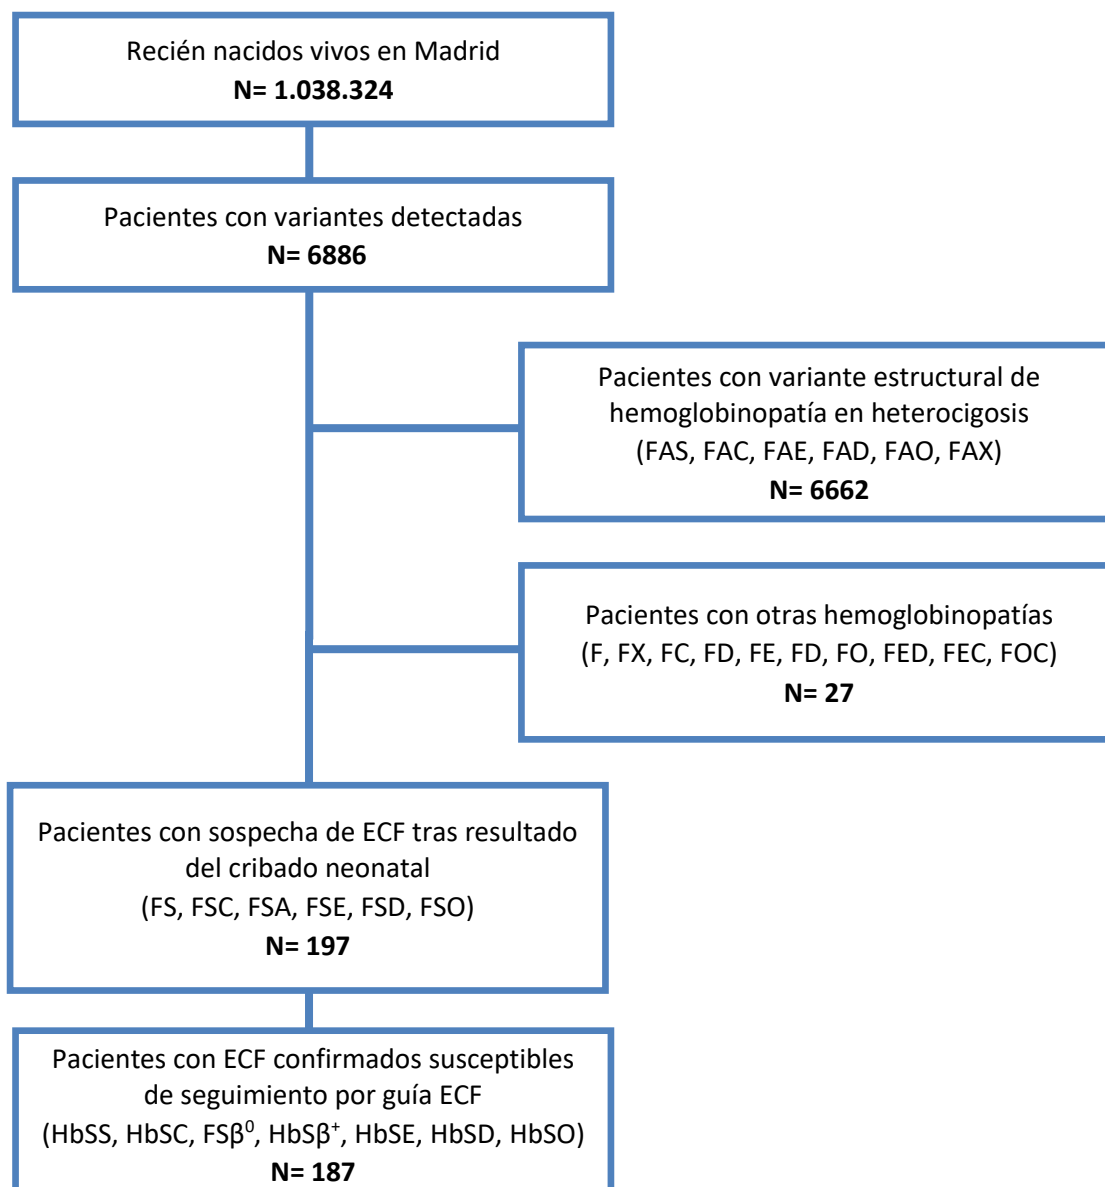 Recién nacidos vivos en Madrid
N= 1.038.324
Pacientes con variantes detectadas
N= 6886
Pacientes con variante estructural de
hemoglobinopatía en heterocigosis
(FAS, FAC, FAE, FAD, FAO, FAX)
N= 6662
Pacientes con otras hemoglobinopatías
(F, FX, FC, FD, FE, FD, FO, FED, FEC, FOC)
N= 27
Pacientes con sospecha de ECF tras resultado
del cribado neonatal
(FS, FSC, FSA, FSE, FSD, FSO)
N= 197
Pacientes con ECF confirmados susceptibles
de seguimiento por guía ECF
(HbSS, HbSC, FSβ⁰, HbSβ⁺, HbSE, HbSD, HbSO)
N= 187